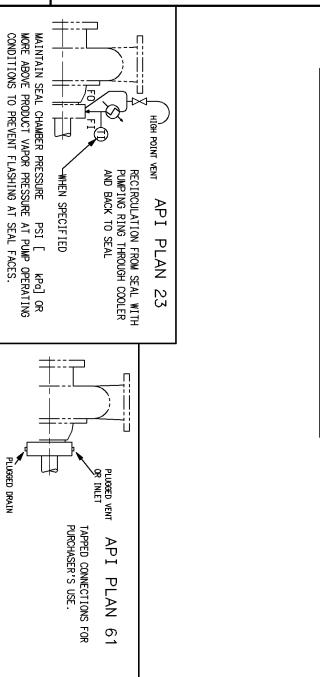 API PLAN 23
RECIRCULATION FROM SEAL WITH
PUMPING RING THROUGH COOLER
AND BACK TO SEAL
HIGH POINT VENT
FO
FI
TI
WHEN SPECIFIED
MAINTAIN SEAL CHAMBER PRESSURE PSI [ kPa] OR
MORE ABOVE PRODUCT VAPOR PRESSURE AT PUMP OPERATING
CONDITIONS TO PREVENT FLASHING AT SEAL FACES.
API PLAN 61
TAPPED CONNECTIONS FOR
PURCHASER'S USE.
PLUGGED VENT
OR INLET
PLUGGED DRAIN